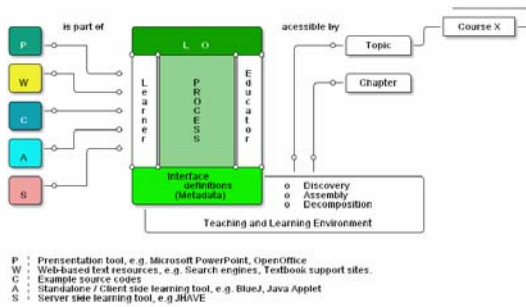 is part of
acessible by
Course X
P
L O
Topic
W
Learner
PROCESS
Educator
Chapter
C
A
S
Interface
definitions
(Metadata)
o Discovery
o Assembly
o Decomposition
Teaching and Learning Environment
P : Prensentation tool, e.g. Microsoft PowerPoint, OpenOffice
W : Web-based text resources, e.g. Search engines, Textbook support sites.
C : Example source codes
A : Standalone / Client side learning tool, e.g. BlueJ, Java Applet
S : Server side learning tool, e.g JHAVE